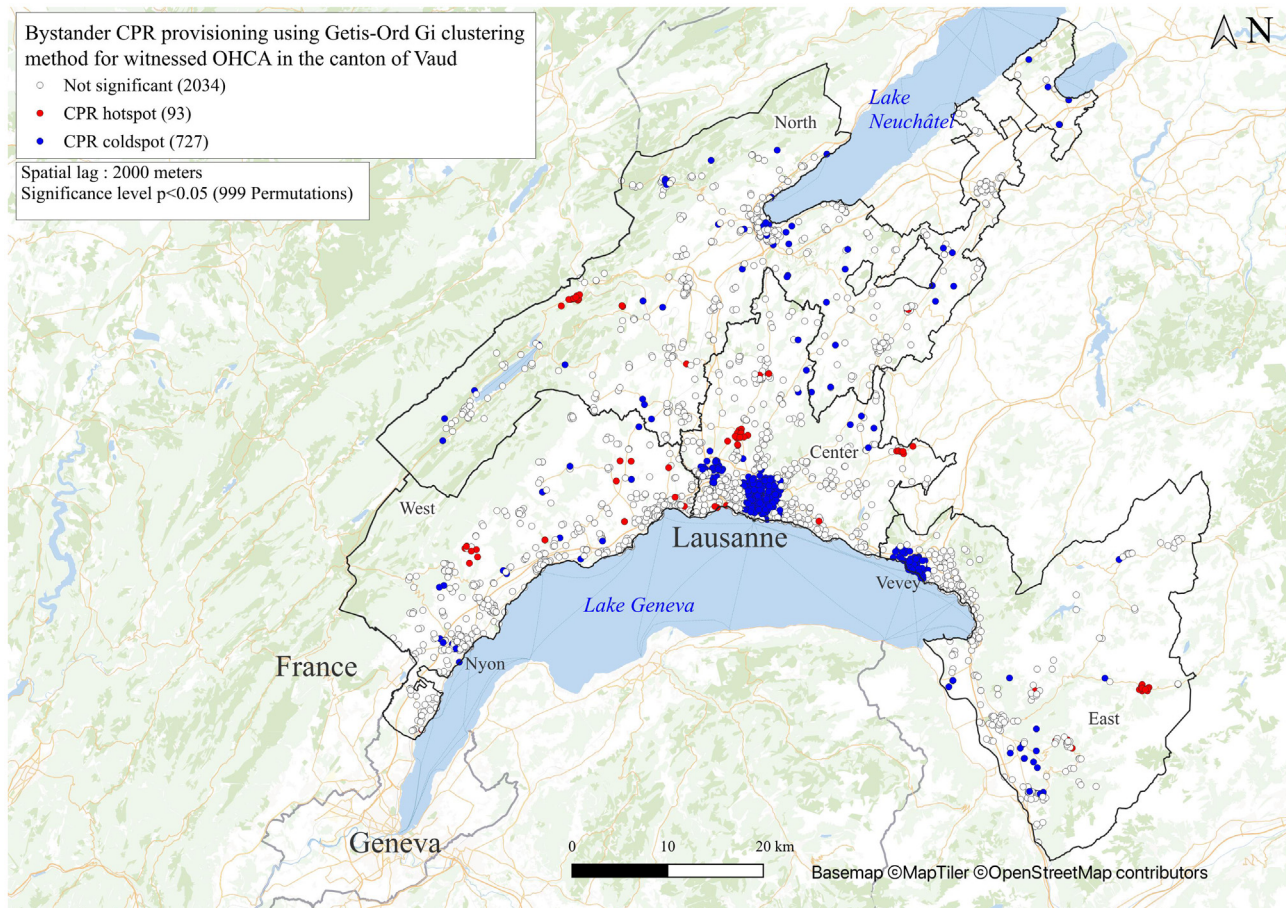 Bystander CPR provisioning using Getis-Ord Gi clustering
method for witnessed OHCA in the canton of Vaud
Not significant (2034)
CPR hotspot (93)
CPR coldspot (727)
Spatial lag : 2000 meters
Significance level p<0.05 (999 Permutations)
N
Lake
Neuchâtel
North
Center
West
Lausanne
Vevey
Lake Geneva
France
Nyon
East
Geneva
0 10 20 km
Basemap ©MapTiler ©OpenStreetMap contributors